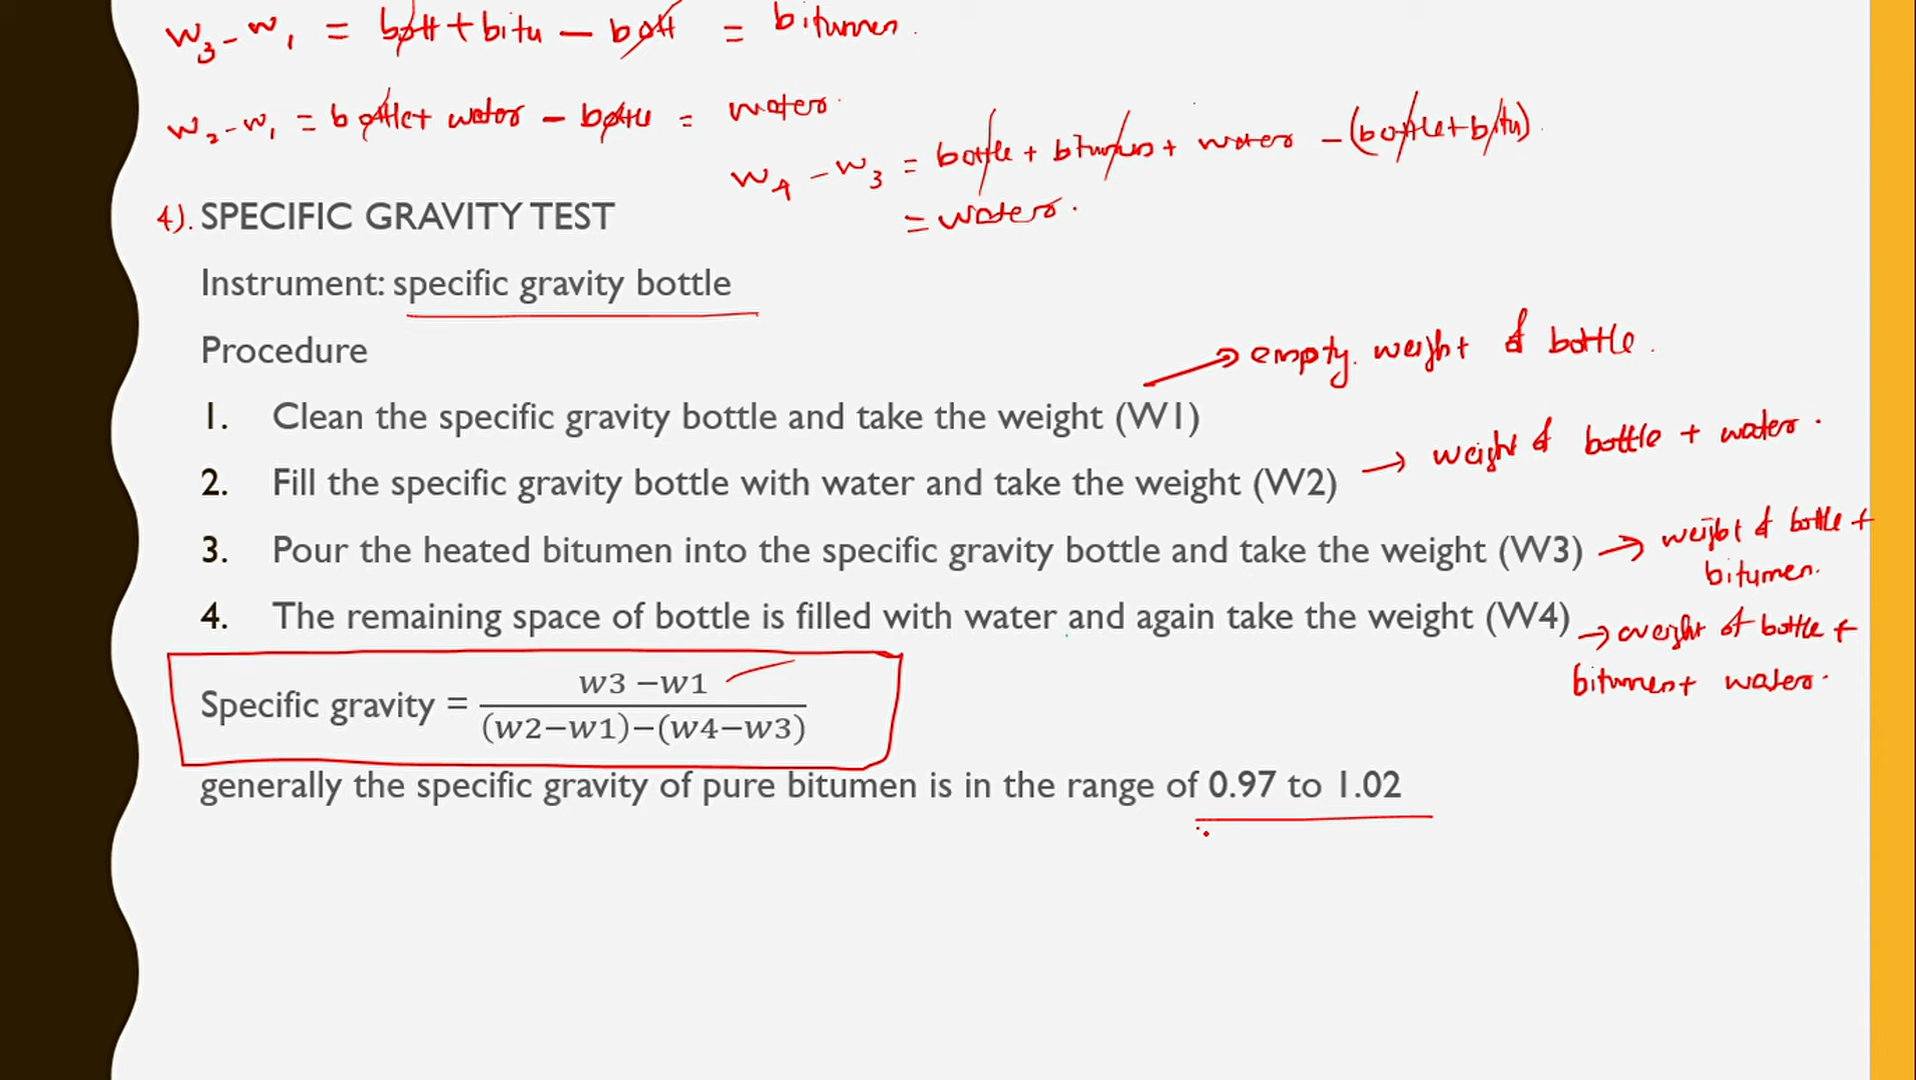 w3 - w1 = bott + bitu - bott = bitumen.
w2 - w1 = bottle + water - bottle = water.
w4 - w3 = bottle + bitumen + water - (bottle + bitu).
= water.
4). SPECIFIC GRAVITY TEST
Instrument: specific gravity bottle
Procedure
→ empty weight of bottle.
1. Clean the specific gravity bottle and take the weight (W1)
2. Fill the specific gravity bottle with water and take the weight (W2) → weight of bottle + water.
3. Pour the heated bitumen into the specific gravity bottle and take the weight (W3) → weight of bottle +
bitumen.
4. The remaining space of bottle is filled with water and again take the weight (W4) → weight of bottle +
bitumen + water.
Specific gravity = w3 −w1 / (w2−w1)−(w4−w3)
generally the specific gravity of pure bitumen is in the range of 0.97 to 1.02